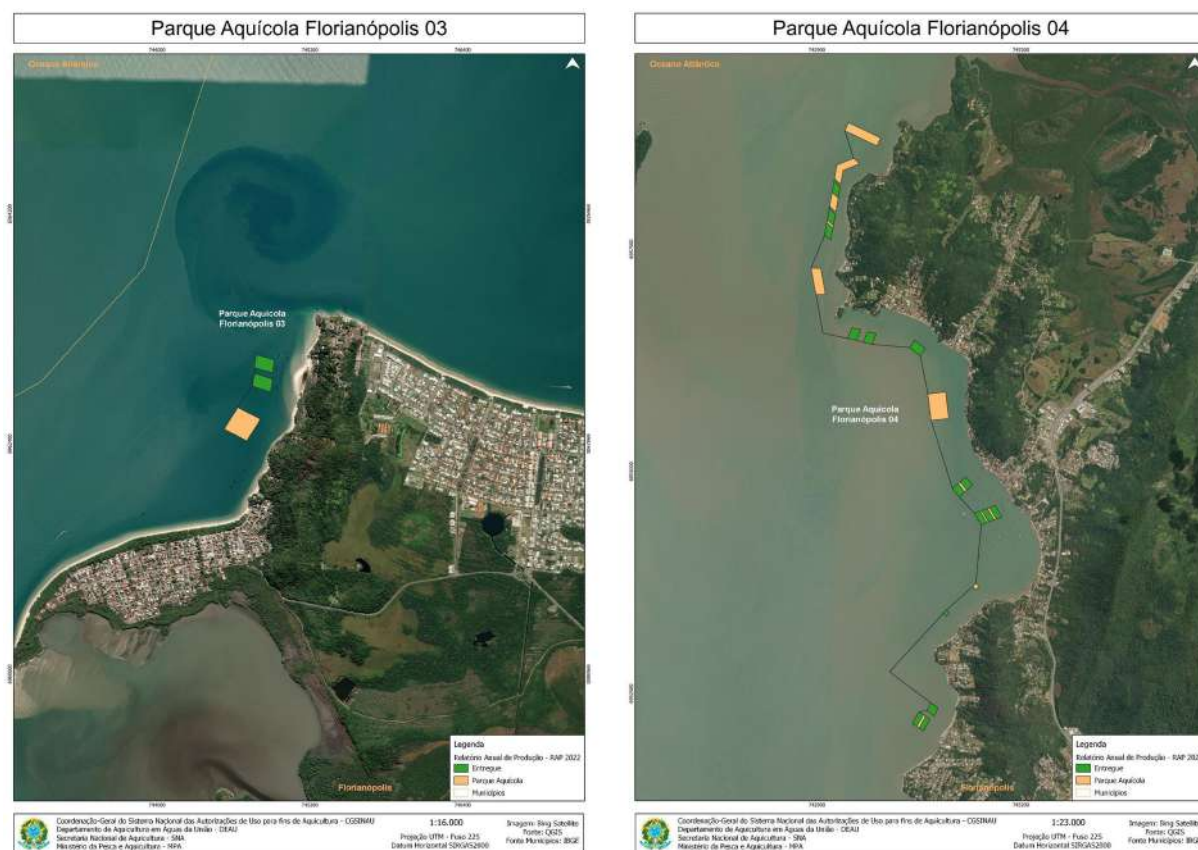 Parque Aquícola Florianópolis 03
Oceano Atlântico
Parque Aquícola
Florianópolis 03
Florianópolis
Legenda
Relatório Anual de Produção - RAP 2022
Entregue
Parque Aquícola
Municípios
Coordenação-Geral do Sistema Nacional das Autorizações de Uso para fins de Aquicultura - CGSINAU
Departamento de Aquicultura em Águas da União - DEAU
Secretaria Nacional de Aquicultura - SNA
Ministério da Pesca e Aquicultura - MPA
1:16.000
Projeção UTM - Fuso 22S
Datum Horizontal SIRGAS2000
Imagem: Bing Satellite
Fonte: QGIS
Fonte Municípios: IBGE
Parque Aquícola Florianópolis 04
Oceano Atlântico
Parque Aquícola
Florianópolis 04
Florianópolis
Legenda
Relatório Anual de Produção - RAP 202
Entregue
Parque Aquícola
Municípios
Coordenação-Geral do Sistema Nacional das Autorizações de Uso para fins de Aquicultura - CGSINAU
Departamento de Aquicultura em Águas da União - DEAU
Secretaria Nacional de Aquicultura - SNA
Ministério da Pesca e Aquicultura - MPA
1:23.000
Projeção UTM - Fuso 22S
Datum Horizontal SIRGAS2000
Imagem: Bing Satellite
Fonte: QGIS
Fonte Municípios: IBGE